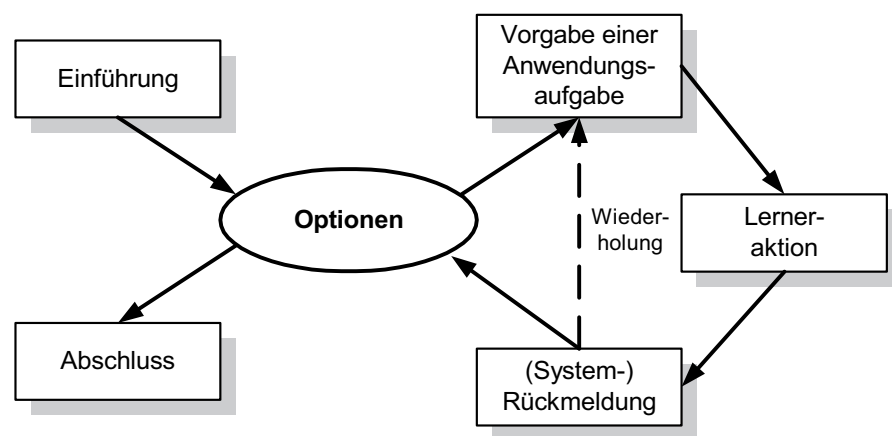 Einführung
Vorgabe einer
Anwendungs-
aufgabe
Optionen
Wieder-
holung
Lerner-
aktion
Abschluss
(System-)
Rückmeldung